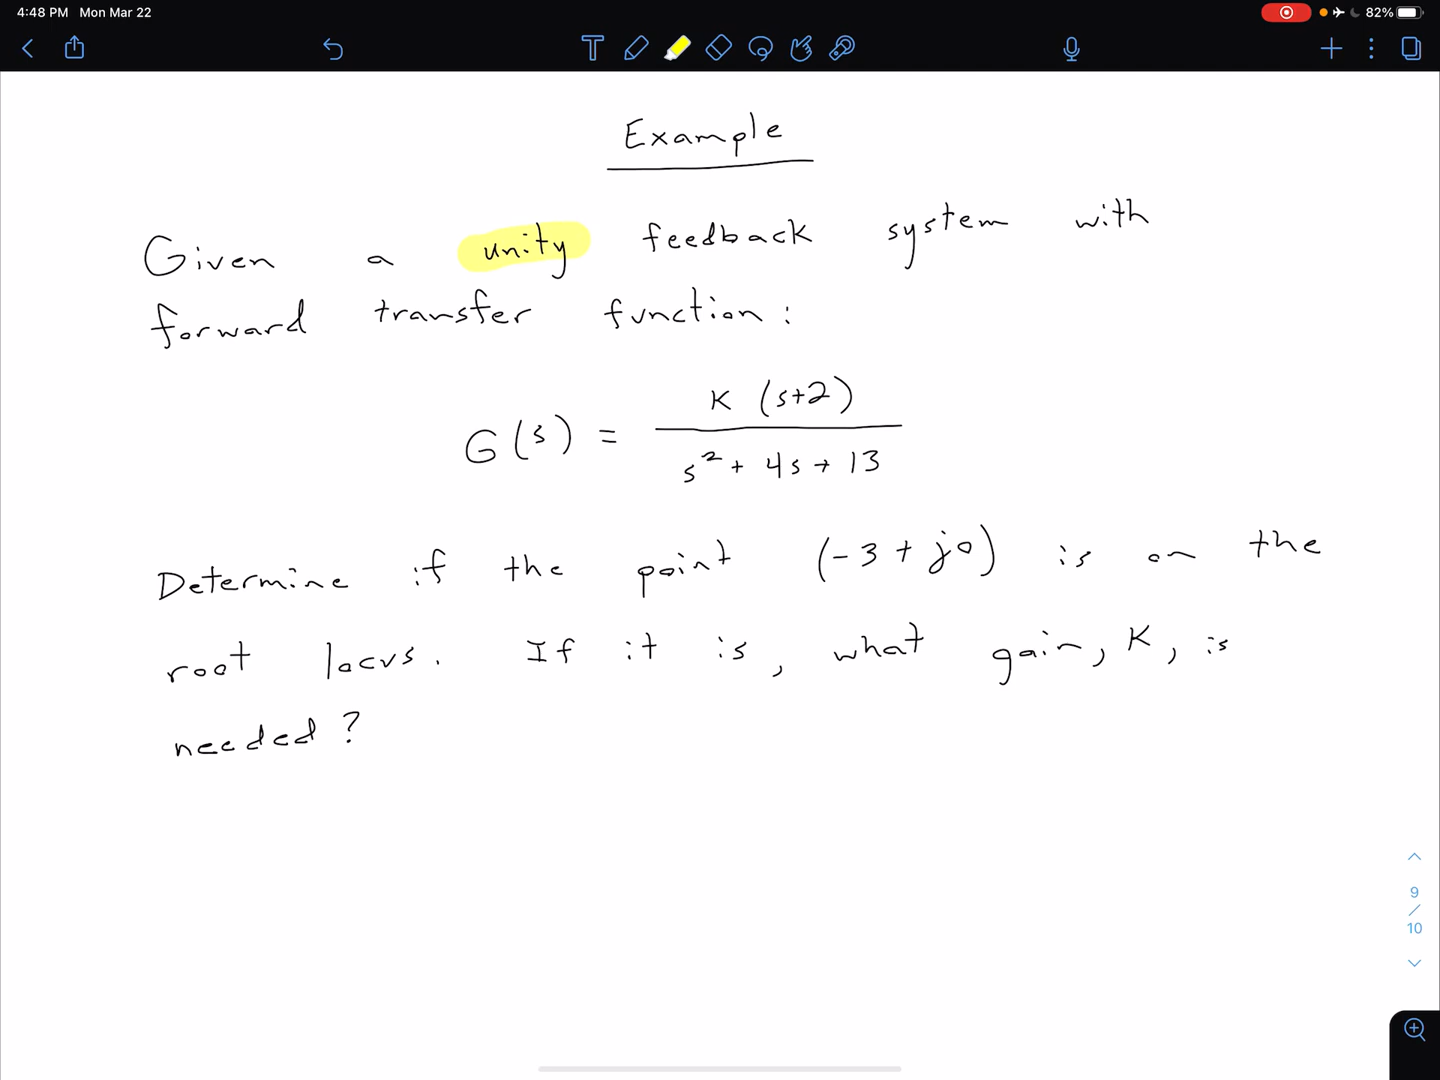 4:48 PM Mon Mar 22
82%
Example
Given a unity feedback system with
forward transfer function:
G(s) = K (s+2) / s² + 4s + 13
Determine if the point (-3 + j0) is on the
root locus. If it is, what gain, K, is
needed?
9
/
10